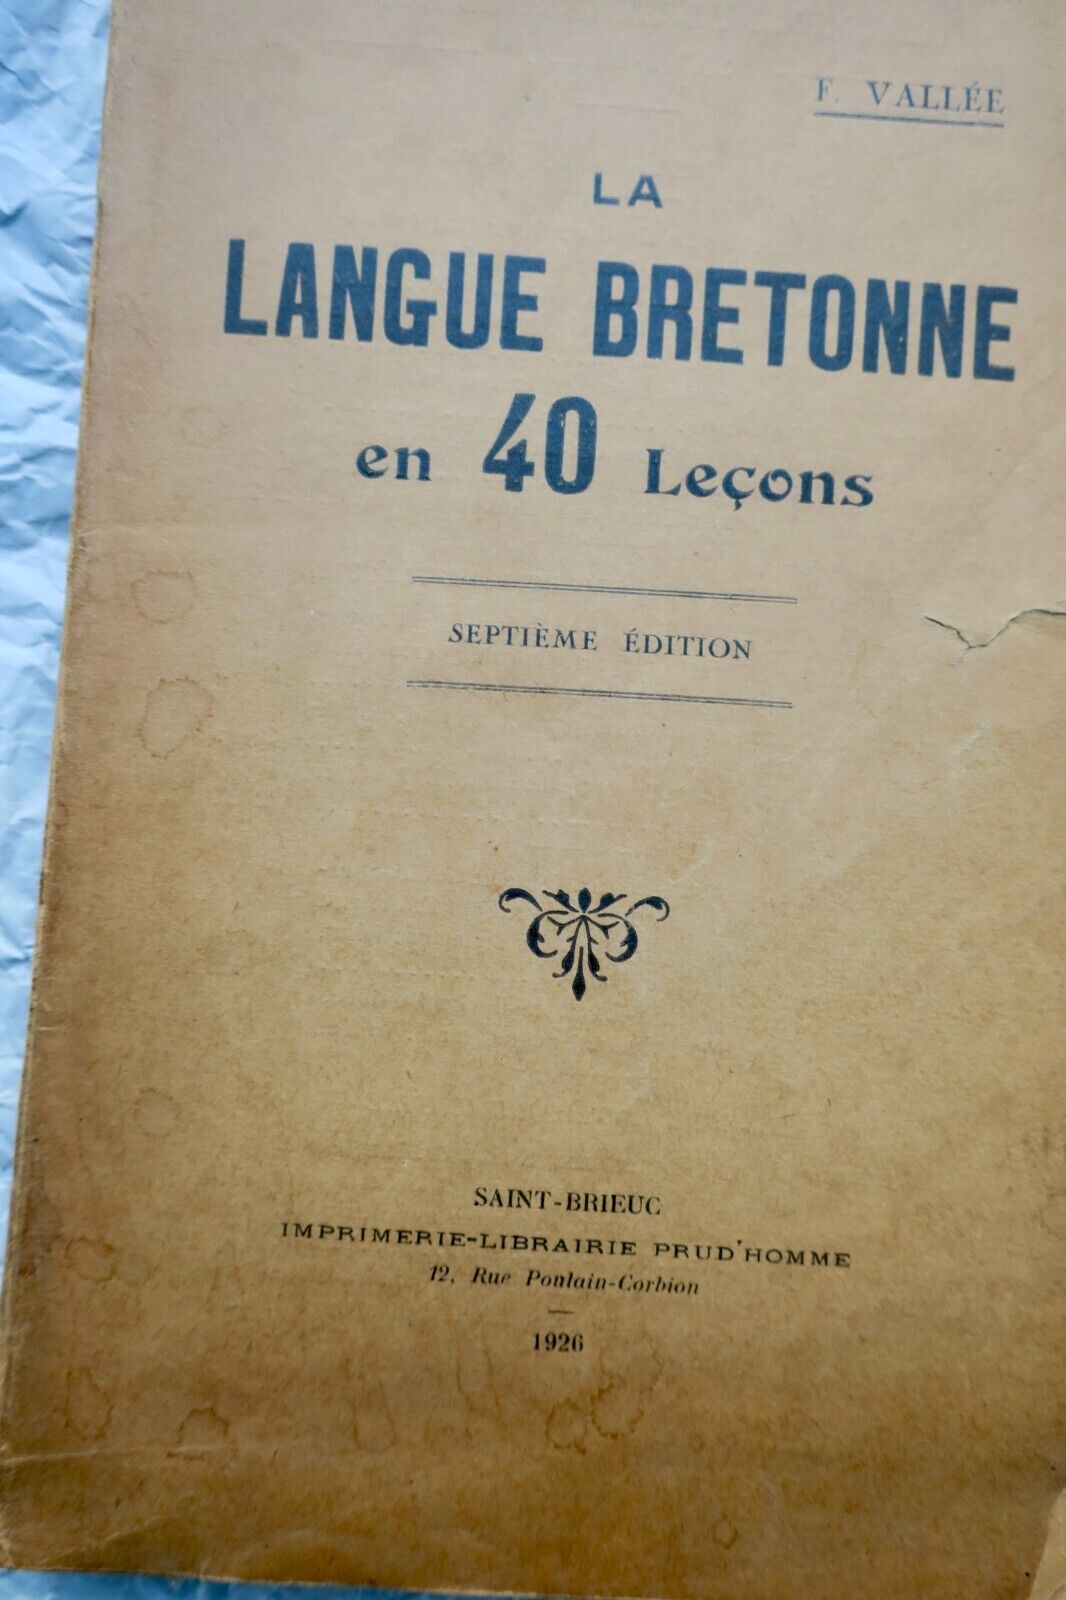 F. VALLÉE
LA
LANGUE BRETONNE
en 40 Leçons
SEPTIÈME ÉDITION
SAINT-BRIEUC
IMPRIMERIE-LIBRAIRIE PRUD'HOMME
12, Rue Poulain-Corbion
1926